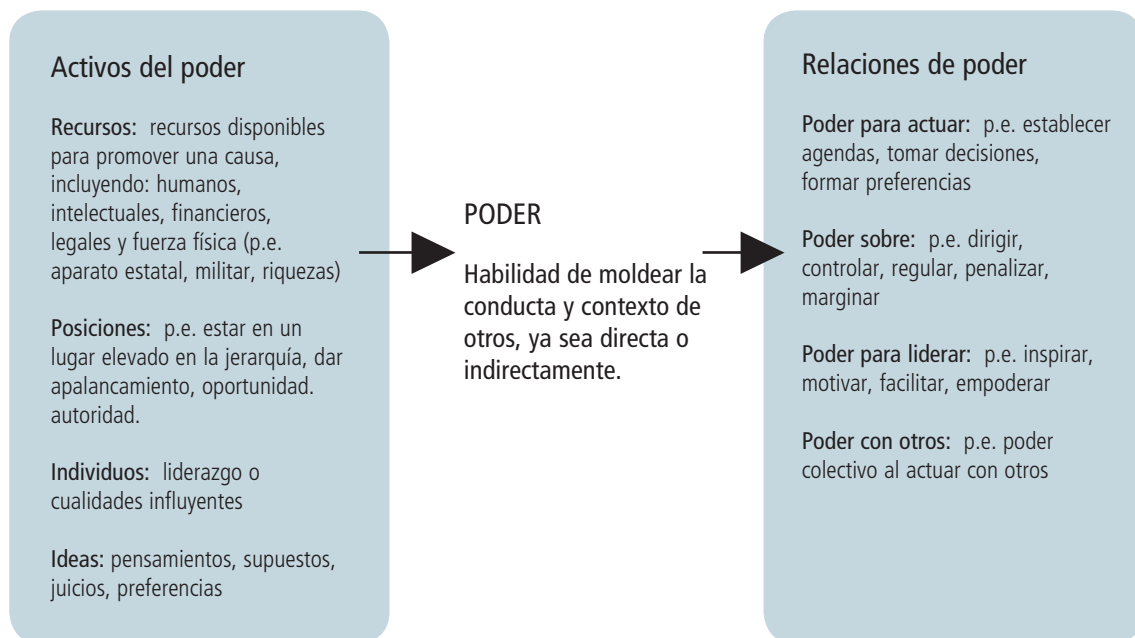 Activos del poder
Recursos: recursos disponibles
para promover una causa,
incluyendo: humanos,
intelectuales, financieros,
legales y fuerza física (p.e.
aparato estatal, militar, riquezas)
Posiciones: p.e. estar en un
lugar elevado en la jerarquía, dar
apalancamiento, oportunidad.
autoridad.
Individuos: liderazgo o
cualidades influyentes
Ideas: pensamientos, supuestos,
juicios, preferencias
PODER
Habilidad de moldear la
conducta y contexto de
otros, ya sea directa o
indirectamente.
Relaciones de poder
Poder para actuar: p.e. establecer
agendas, tomar decisiones,
formar preferencias
Poder sobre: p.e. dirigir,
controlar, regular, penalizar,
marginar
Poder para liderar: p.e. inspirar,
motivar, facilitar, empoderar
Poder con otros: p.e. poder
colectivo al actuar con otros